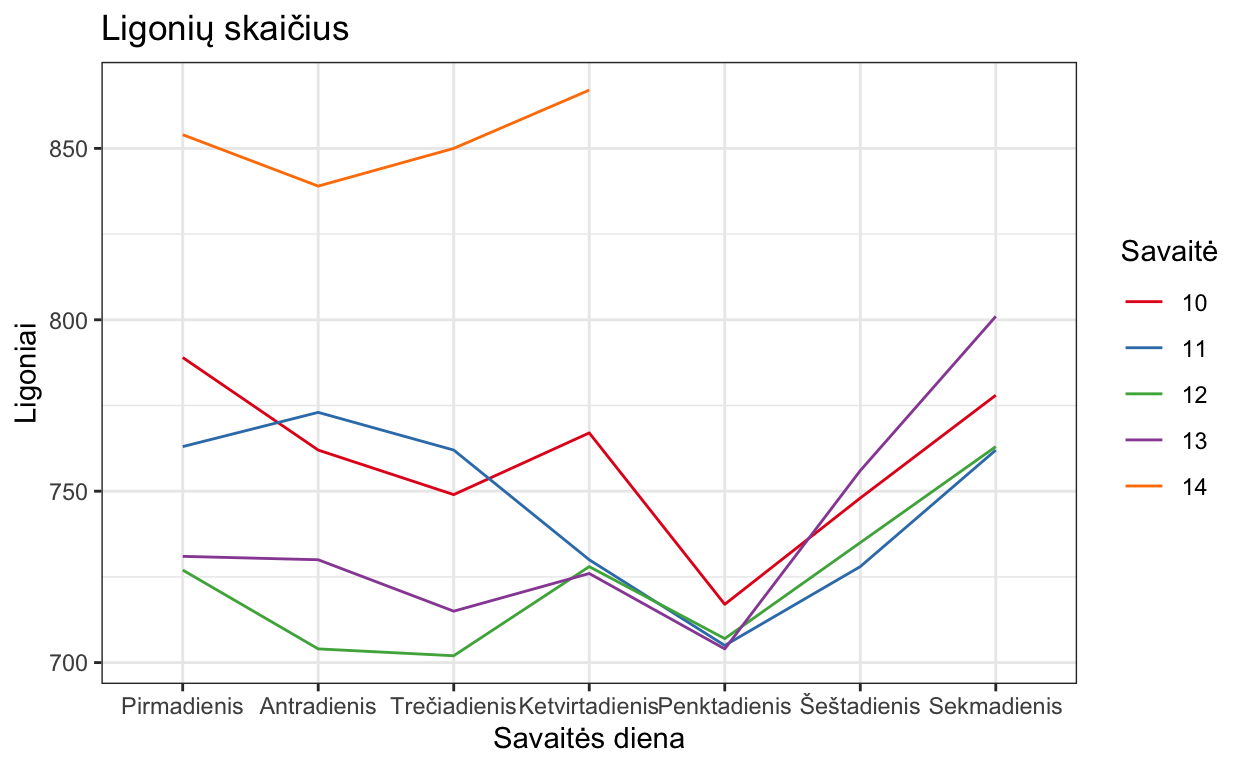 Ligonių skaičius
Ligoniai
850
800
750
700
Pirmadienis Antradienis Trečiadienis Ketvirtadienis Penktadienis Šeštadienis Sekmadienis
Savaitės diena
Savaitė
10
11
12
13
14